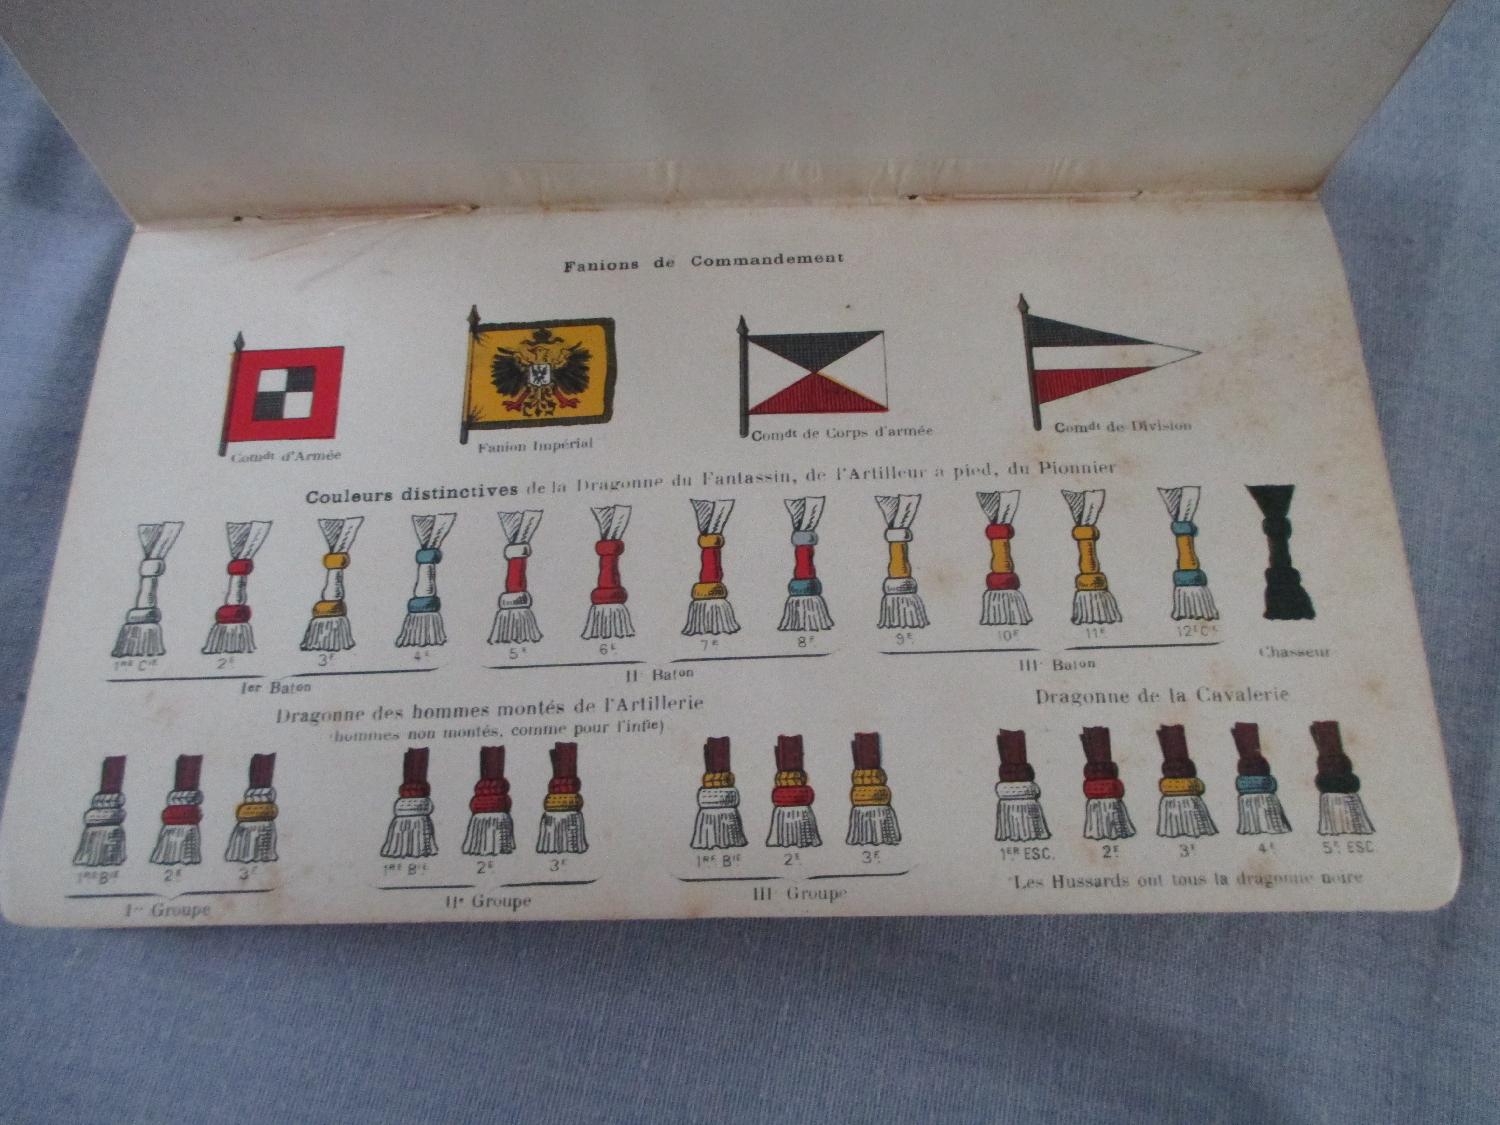 Fanions de Commandement
Comdt d'Armée
Fanion Impérial
Comdt de Corps d'armée
Comdt de Division
Couleurs distinctives de la Dragonne du Fantassin, de l'Artilleur à pied, du Pionnier
1RE CIE 2E 3E 4E 5E 6E 7E 8E 9E 10E 11E 12E CIE Chasseur
Ier Baton II Baton III Baton
Dragonne des hommes montés de l'Artillerie
(hommes non montés, comme pour l'infie)
Dragonne de la Cavalerie
1RE BIE 2E 3E 1RE BIE 2E 3E 1RE BIE 2E 3E 1ER ESC. 2E 3E 4E 5E ESC.
Ier Groupe IIe Groupe III Groupe
Les Hussards ont tous la dragonne noire